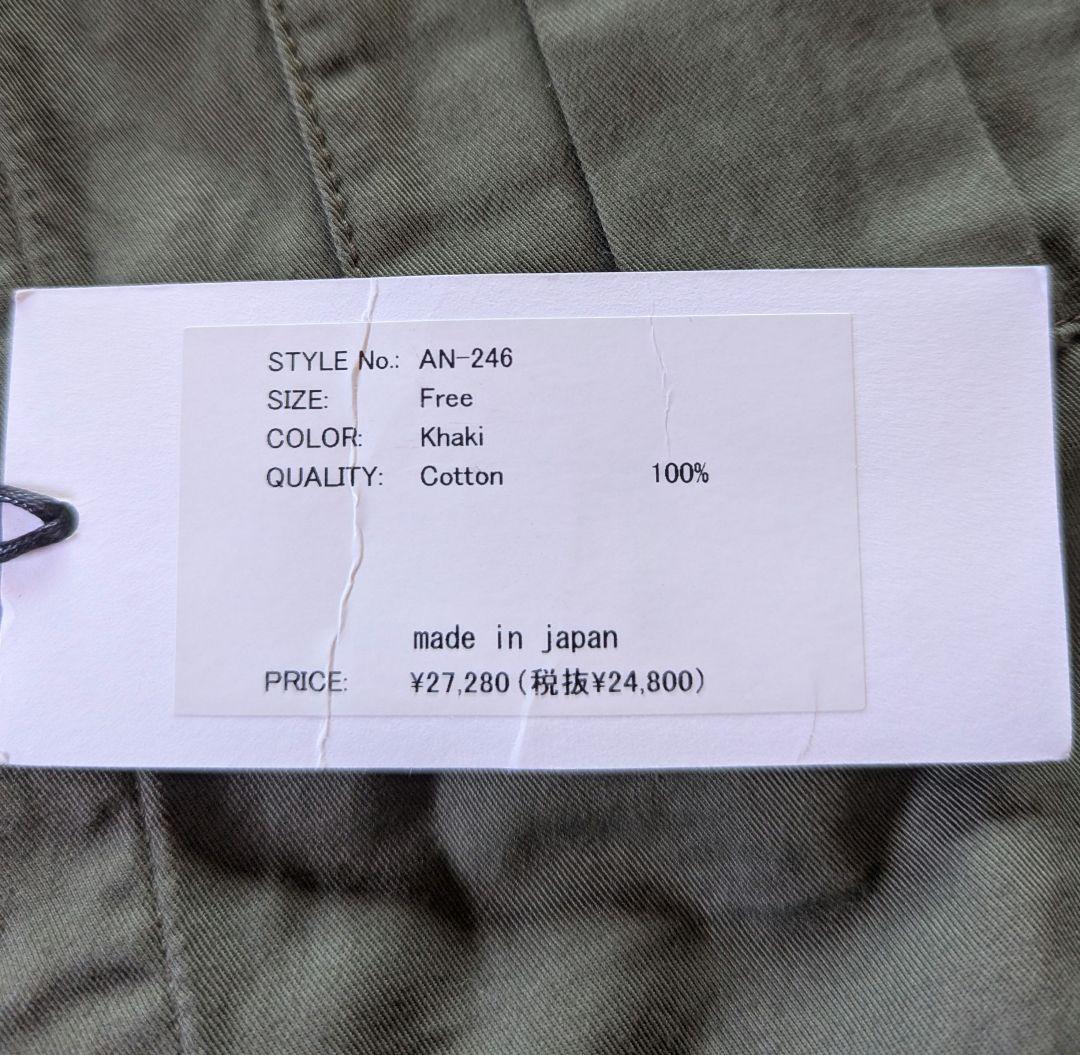 STYLE No.: AN-246
SIZE: Free
COLOR: Khaki
QUALITY: Cotton 100%
made in japan
PRICE: ¥27,280(税抜¥24,800)